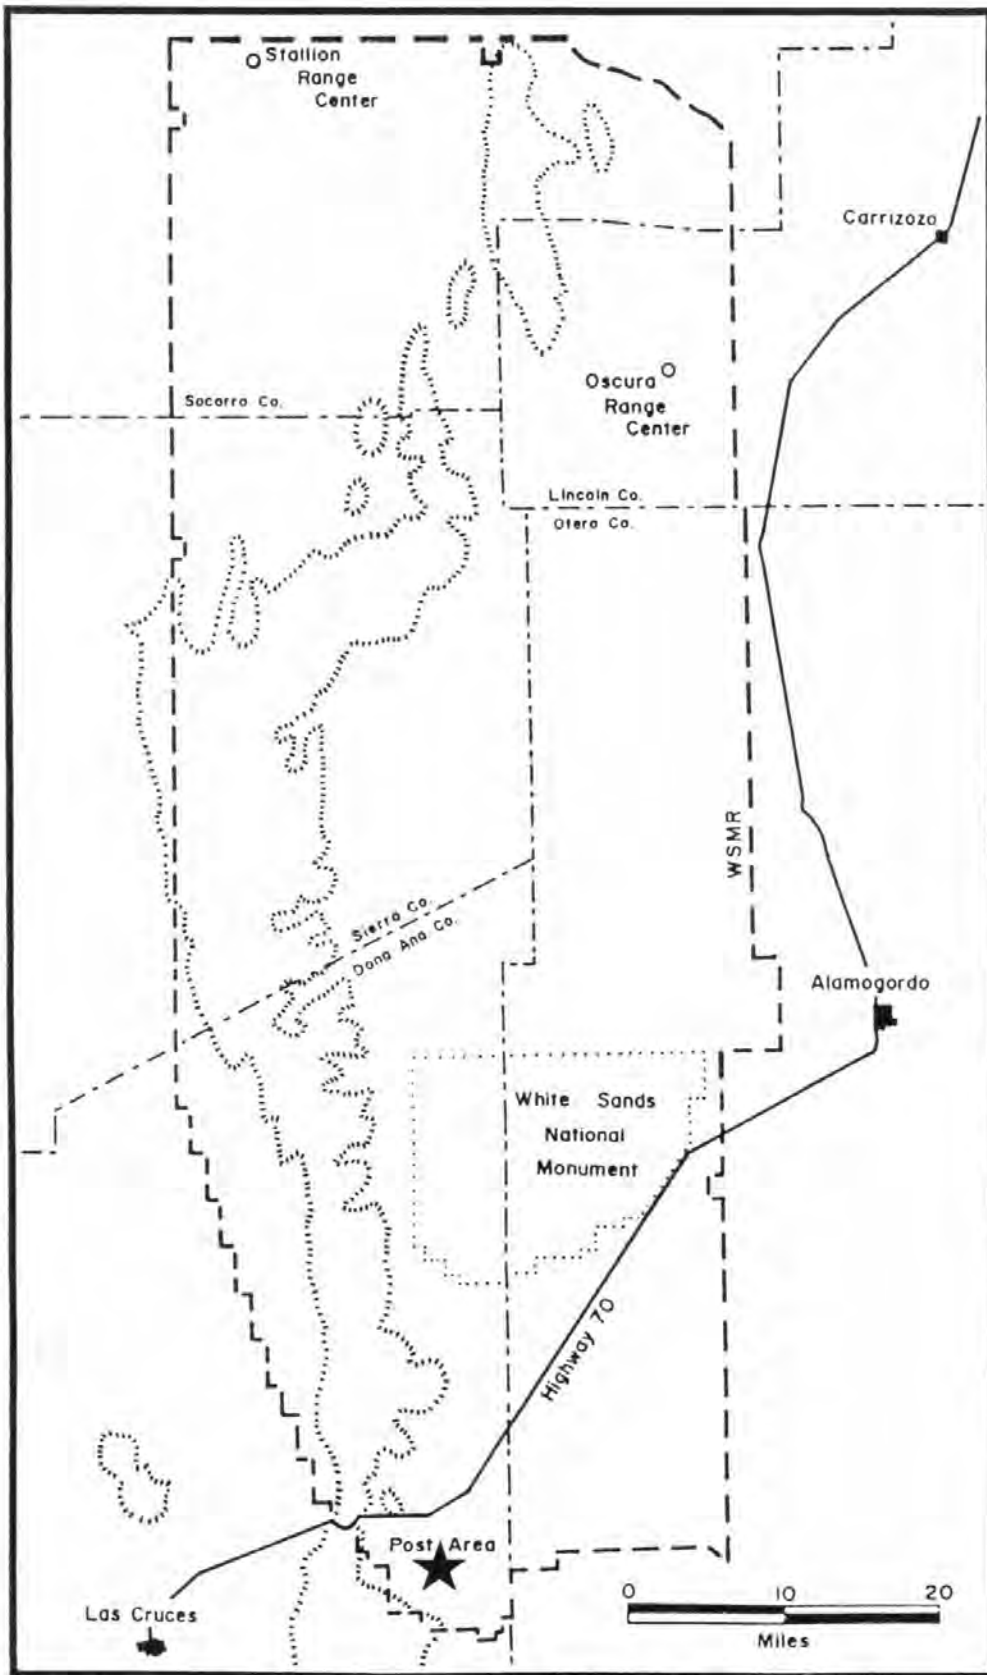 Stallion
Range
Center
Carrizozo
Oscura
Range
Center
Socorro Co.
Lincoln Co.
Otero Co.
WSMR
Sierra Co.
Dona Ana Co.
Alamogordo
White Sands
National
Monument
Highway 70
Post Area
Las Cruces
0 10 20
Miles